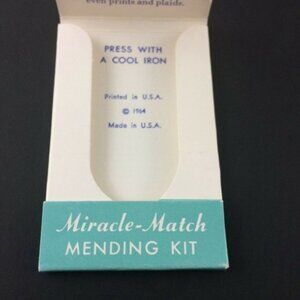 even prints and plaids.
PRESS WITH
A COOL IRON
Printed in U.S.A.
© 1964
Made in U.S.A.
Miracle-Match
MENDING KIT